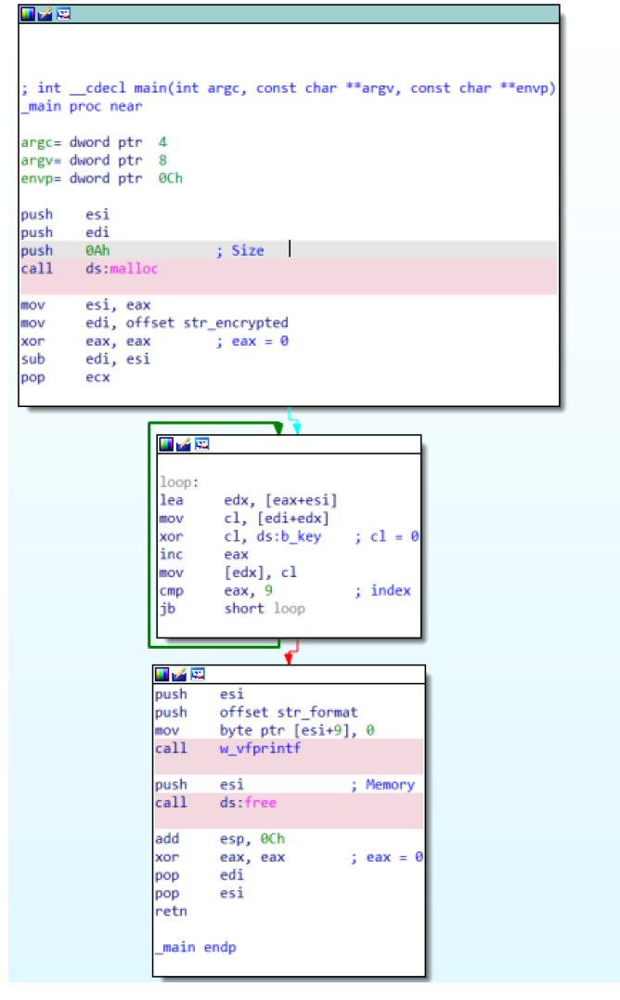 ; int __cdecl main(int argc, const char **argv, const char **envp)
_main proc near
argc= dword ptr  4
argv= dword ptr  8
envp= dword ptr  0Ch
push    esi
push    edi
push    0Ah             ; Size
call    ds:malloc
mov     esi, eax
mov     edi, offset str_encrypted
xor     eax, eax        ; eax = 0
sub     edi, esi
pop     ecx
loop:
lea     edx, [eax+esi]
mov     cl, [edi+edx]
xor     cl, ds:b_key    ; cl = 0
inc     eax
mov     [edx], cl
cmp     eax, 9          ; index
jb      short loop
push    esi
push    offset str_format
mov     byte ptr [esi+9], 0
call    w_vfprintf
push    esi             ; Memory
call    ds:free
add     esp, 0Ch
xor     eax, eax        ; eax = 0
pop     edi
pop     esi
retn
_main endp